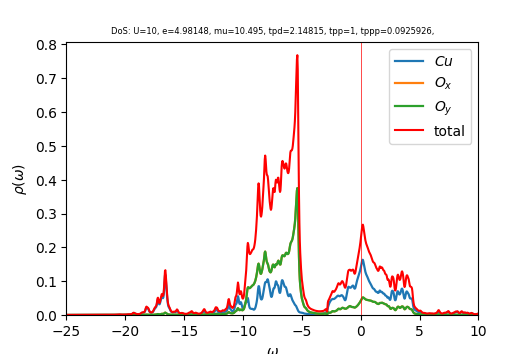 DoS: U=10, e=4.98148, mu=10.495, tpd=2.14815, tpp=1, tppp=0.0925926,
0.8
0.7
0.6
0.5
0.4
0.3
0.2
0.1
0.0
ρ(ω)
Cu
O_x
O_y
total
−25 −20 −15 −10 −5 0 5 10
ω